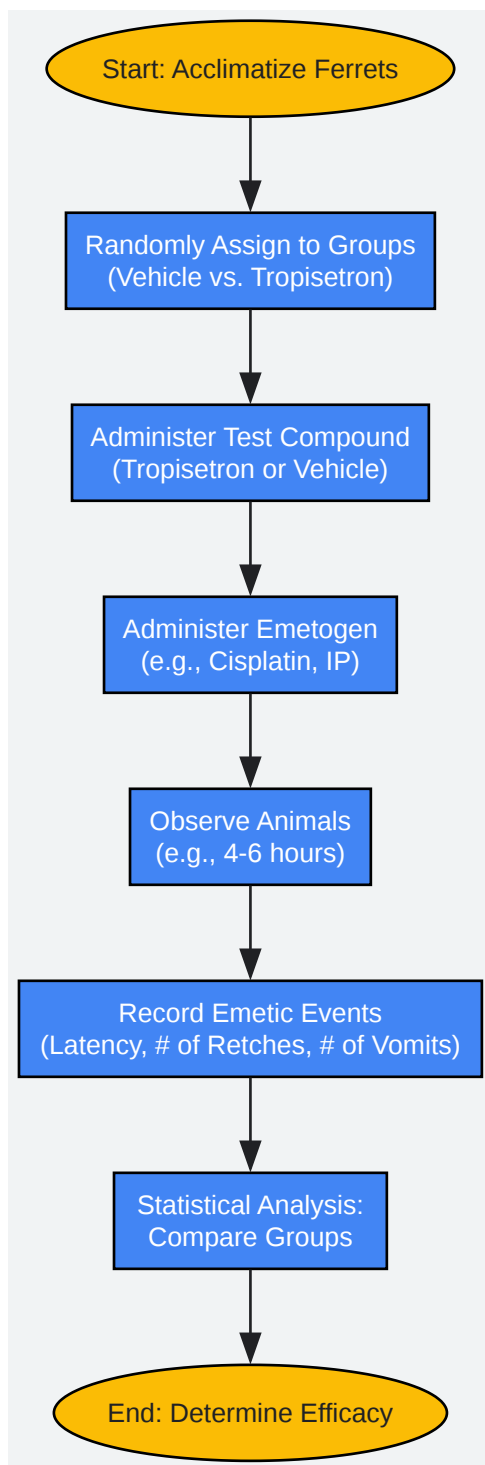 Start: Acclimatize Ferrets
Randomly Assign to Groups
(Vehicle vs. Tropisetron)
Administer Test Compound
(Tropisetron or Vehicle)
Administer Emetogen
(e.g., Cisplatin, IP)
Observe Animals
(e.g., 4-6 hours)
Record Emetic Events
(Latency, # of Retches, # of Vomits)
Statistical Analysis:
Compare Groups
End: Determine Efficacy